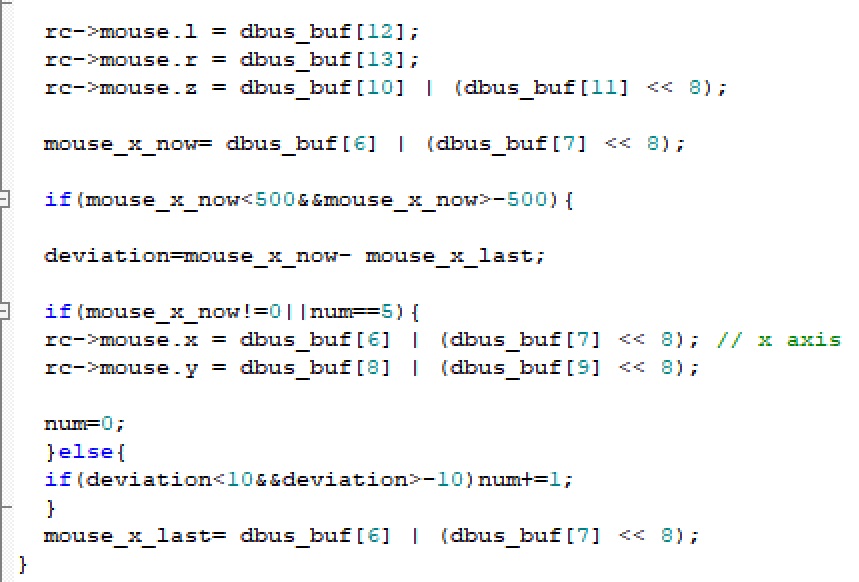 rc->mouse.l = dbus_buf[12];
rc->mouse.r = dbus_buf[13];
rc->mouse.z = dbus_buf[10] | (dbus_buf[11] << 8);
mouse_x_now= dbus_buf[6] | (dbus_buf[7] << 8);
if(mouse_x_now<500&&mouse_x_now>-500){
deviation=mouse_x_now- mouse_x_last;
if(mouse_x_now!=0||num==5){
rc->mouse.x = dbus_buf[6] | (dbus_buf[7] << 8); // x axis
rc->mouse.y = dbus_buf[8] | (dbus_buf[9] << 8);
num=0;
}else{
if(deviation<10&&deviation>-10)num+=1;
}
mouse_x_last= dbus_buf[6] | (dbus_buf[7] << 8);
}